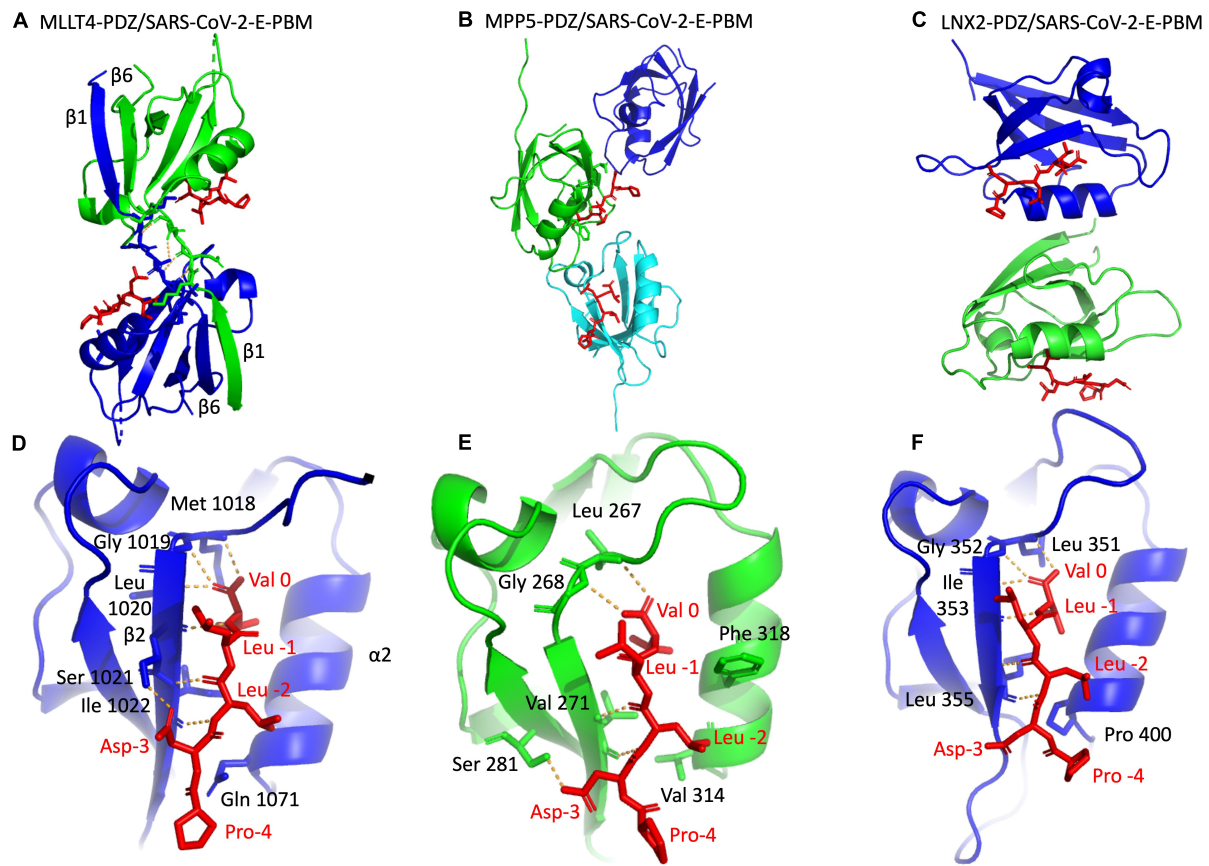 A MLLT4-PDZ/SARS-CoV-2-E-PBM
B MPP5-PDZ/SARS-CoV-2-E-PBM
C LNX2-PDZ/SARS-CoV-2-E-PBM
β6
β1
β1
β6
D
Met 1018
Gly 1019
Val 0
Leu
1020
β2
Leu -1
α2
Ser 1021
Leu -2
Ile 1022
Asp-3
Gln 1071
Pro-4
E
Leu 267
Gly 268
Val 0
Phe 318
Leu -1
Val 271
Leu -2
Ser 281
Val 314
Asp-3
Pro-4
F
Gly 352
Leu 351
Ile
353
Val 0
Leu -1
Leu -2
Leu 355
Pro 400
Asp-3
Pro -4